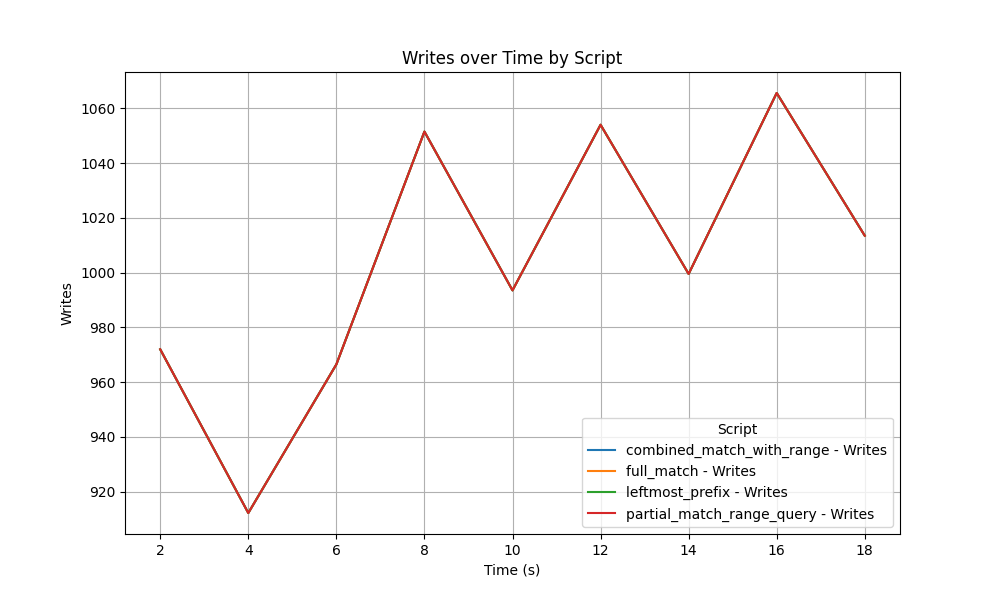 Writes over Time by Script
1060
1040
1020
1000
980
960
940
920
Writes
2 4 6 8 10 12 14 16 18
Time (s)
Script
combined_match_with_range - Writes
full_match - Writes
leftmost_prefix - Writes
partial_match_range_query - Writes